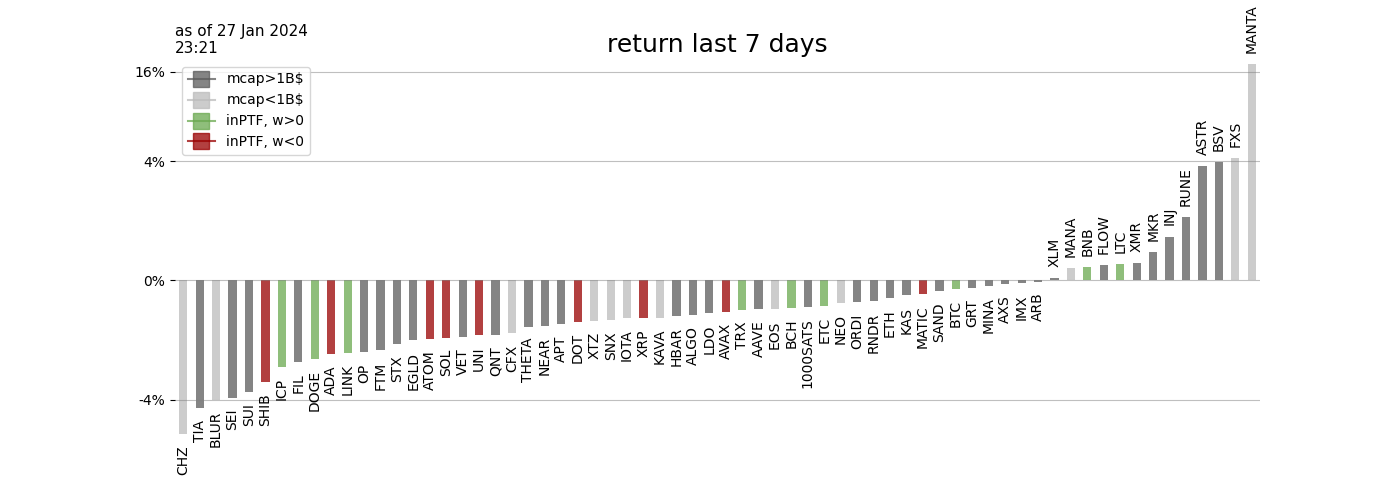 as of 27 Jan 2024
23:21
return last 7 days
MANTA
16%
mcap>1B$
mcap<1B$
inPTF, w>0
inPTF, w<0
4%
0%
-4%
CHZ
TIA
BLUR
SEI
SUI
SHIB
ICP
FIL
DOGE
ADA
LINK
OP
FTM
STX
EGLD
ATOM
SOL
VET
UNI
QNT
CFX
THETA
NEAR
APT
DOT
XTZ
SNX
IOTA
XRP
KAVA
HBAR
ALGO
LDO
AVAX
TRX
AAVE
EOS
BCH
1000SATS
ETC
NEO
ORDI
RNDR
ETH
KAS
MATIC
SAND
BTC
GRT
MINA
AXS
IMX
ARB
XLM
MANA
BNB
FLOW
LTC
XMR
MKR
INJ
RUNE
ASTR
BSV
FXS